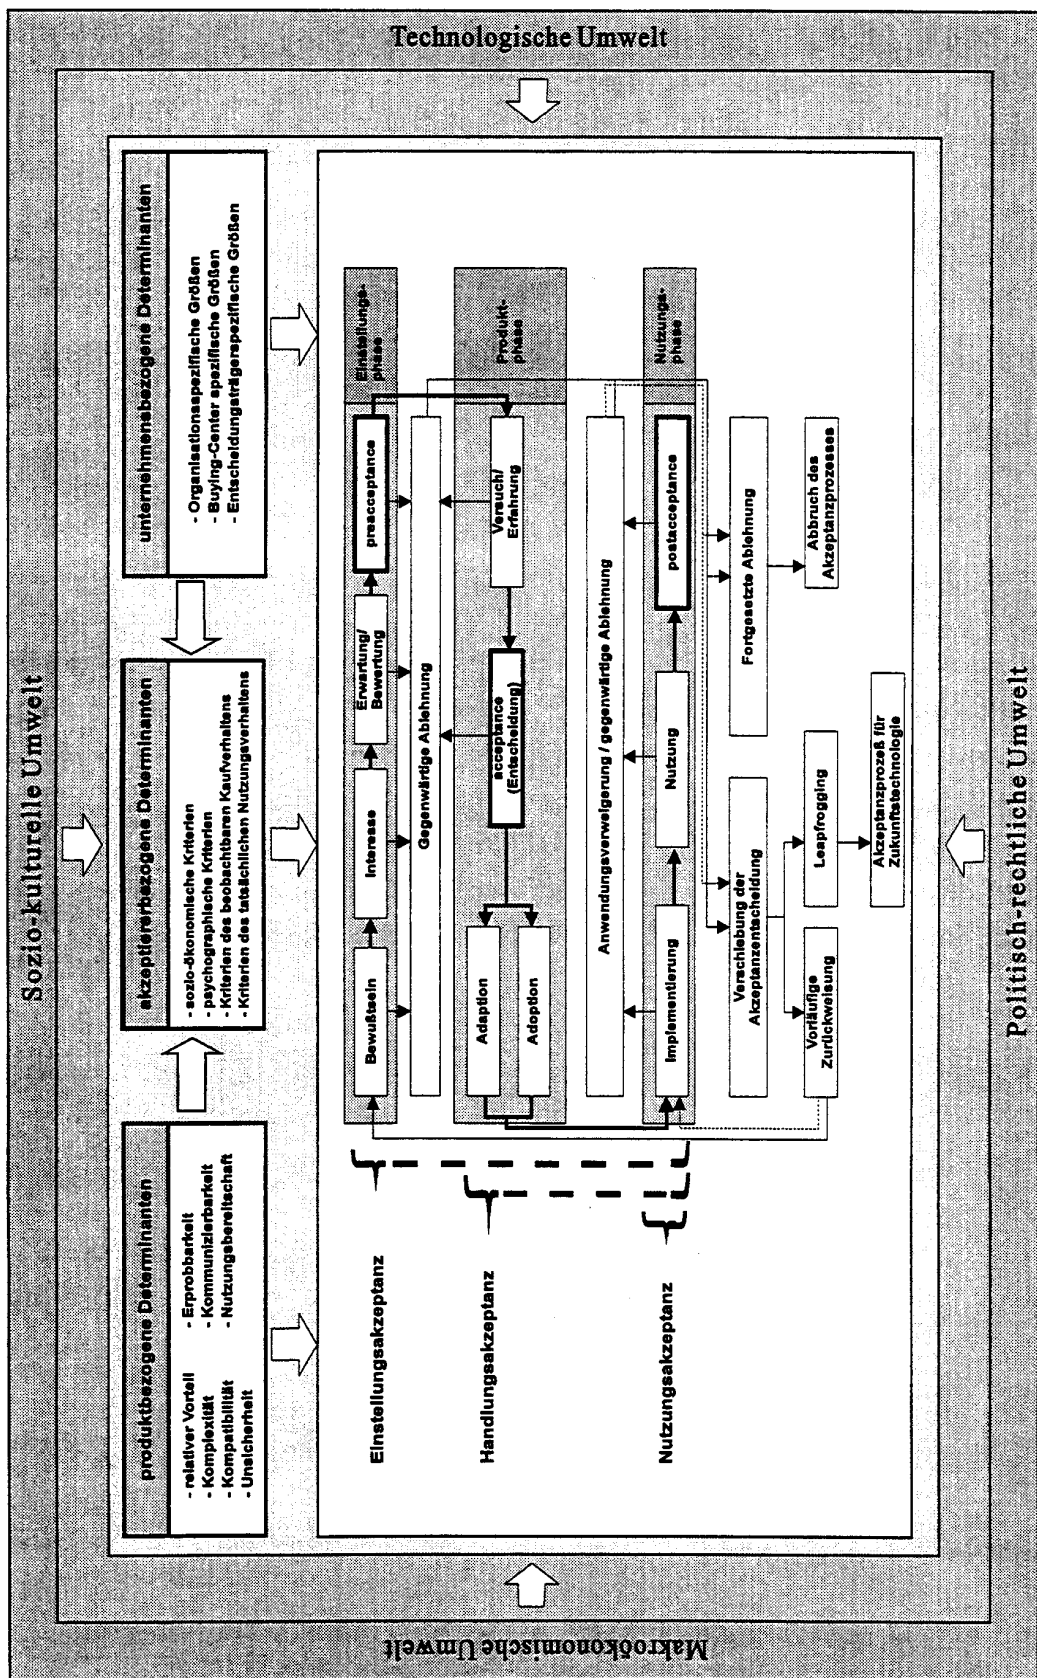 Sozio-kulturelle Umwelt
Technologische Umwelt
Makroökonomische Umwelt
Politisch-rechtliche Umwelt
produktbezogene Determinanten
- relativer Vorteil
- Komplexität
- Kompatibilität
- Unsicherheit
- Erprobbarkeit
- Kommunizierbarkeit
- Nutzungsbereitschaft
akzeptiererbezogene Determinanten
- sozio-ökonomische Kriterien
- psychographische Kriterien
- Kriterien des beobachtbaren Kaufverhaltens
- Kriterien des tatsächlichen Nutzungsverhaltens
unternehmensbezogene Determinanten
- Organisationsspezifische Größen
- Buying-Center spezifische Größen
- Entscheidungsträgerspezifische Größen
Einstellungsakzeptanz
Handlungsakzeptanz
Nutzungsakzeptanz
Bewußtsein
Interesse
Erwartung/
Bewertung
preacceptance
Einstellungs-
phase
Gegenwärtige Ablehnung
Adaption
Adoption
acceptance
(Entscheidung)
Versuch/
Erfahrung
Produkt-
phase
Anwendungsverweigerung / gegenwärtige Ablehnung
Implementierung
Nutzung
postacceptance
Nutzungs-
phase
Verschiebung der
Akzeptanzentscheidung
Fortgesetzte Ablehnung
Vorläufige
Zurückweisung
Leapfrogging
Abbruch des
Akzeptanzprozesses
Akzeptanzprozeß für
Zukunftstechnologie